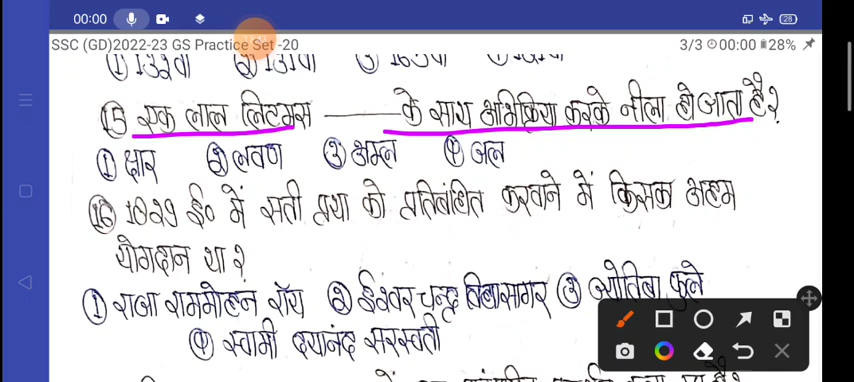 00:00 28
SSC (GD)2022-23 GS Practice Set -20 3/3 00:00 28%
⑮ एक लाल लिटमस ______ के साथ अभिक्रिया करके नीला हो जाता है?
① क्षार ② लवण ③ अम्ल ④ जल
⑯ 1829 ई० में सती प्रथा को प्रतिबंधित करवाने में किसका अहम
योगदान था?
① राजा राममोहन रॉय ② ईश्वर चन्द्र विद्यासागर ③ ज्योतिबा फुले
④ स्वामी दयानंद सरस्वती